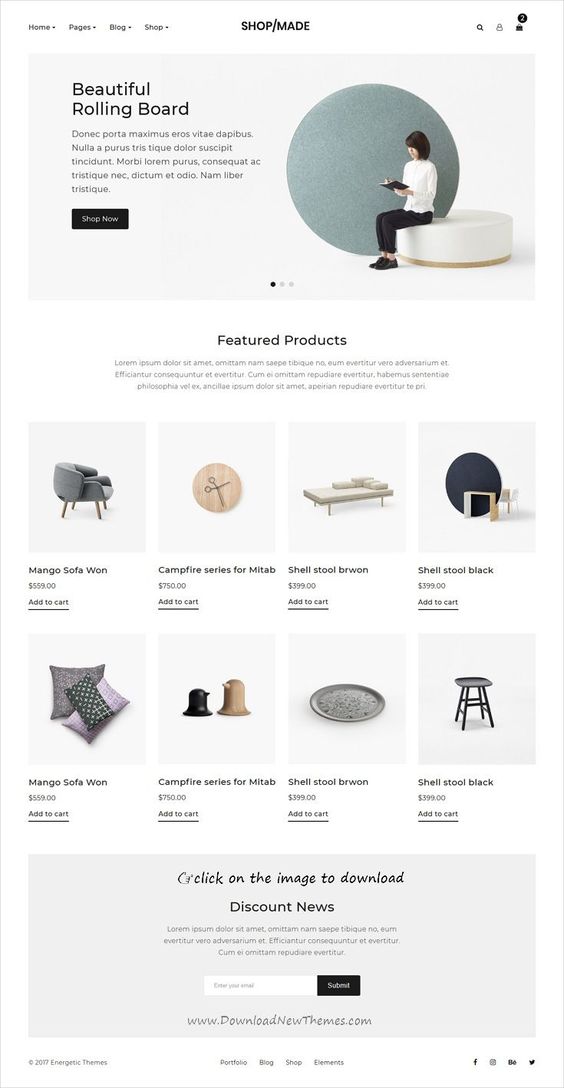 Home Pages Blog Shop
SHOP/MADE
2
Beautiful
Rolling Board
Donec porta maximus eros vitae dapibus.
Nulla a purus tris tique dolor suscipit
tincidunt. Morbi lorem purus, consequat ac
tristique nec, dictum et odio. Nam liber
tristique.
Shop Now
Featured Products
Lorem ipsum dolor sit amet, omittam nam saepe tibique no, eum evertitur vero adversarium et.
Efficiantur consequuntur et evertitur. Cum ei omittam repudiare evertitur, habemus sententiae
philosophia vel ex, ancillae ipsum dolor sit amet, apeirian repudiare evertitur te pri.
Mango Sofa Won
$559.00
Add to cart
Campfire series for Mitab
$750.00
Add to cart
Shell stool brwon
$399.00
Add to cart
Shell stool black
$399.00
Add to cart
Mango Sofa Won
$559.00
Add to cart
Campfire series for Mitab
$750.00
Add to cart
Shell stool brwon
$399.00
Add to cart
Shell stool black
$399.00
Add to cart
click on the image to download
Discount News
Lorem ipsum dolor sit amet, omittam nam saepe tibique no, eum
evertitur vero adversarium et. Efficiantur consequuntur et evertitur.
Cum ei omittam repudiare evertitur.
Enter your email
Submit
www.DownloadNewThemes.com
© 2017 Energetic Themes
Portfolio Blog Shop Elements
Bē